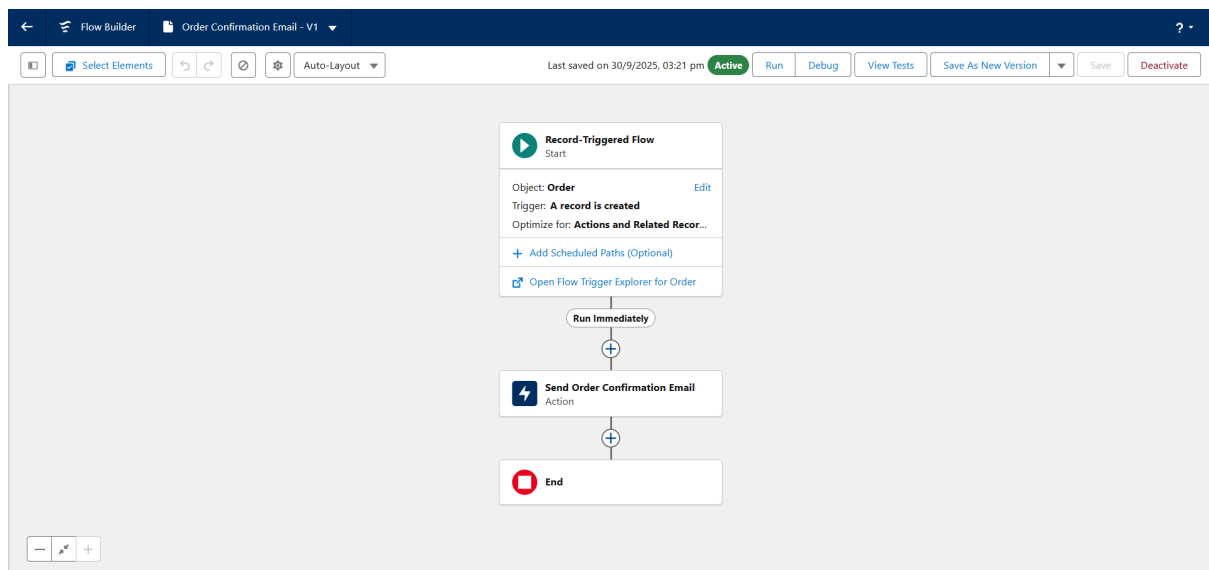 Flow Builder
Order Confirmation Email - V1
? 
Select Elements
Auto-Layout
Last saved on 30/9/2025, 03:21 pm
Active
Run
Debug
View Tests
Save As New Version
Save
Deactivate
Record-Triggered Flow
Start
Object: Order
Edit
Trigger: A record is created
Optimize for: Actions and Related Recor...
+ Add Scheduled Paths (Optional)
Open Flow Trigger Explorer for Order
Run Immediately
Send Order Confirmation Email
Action
End